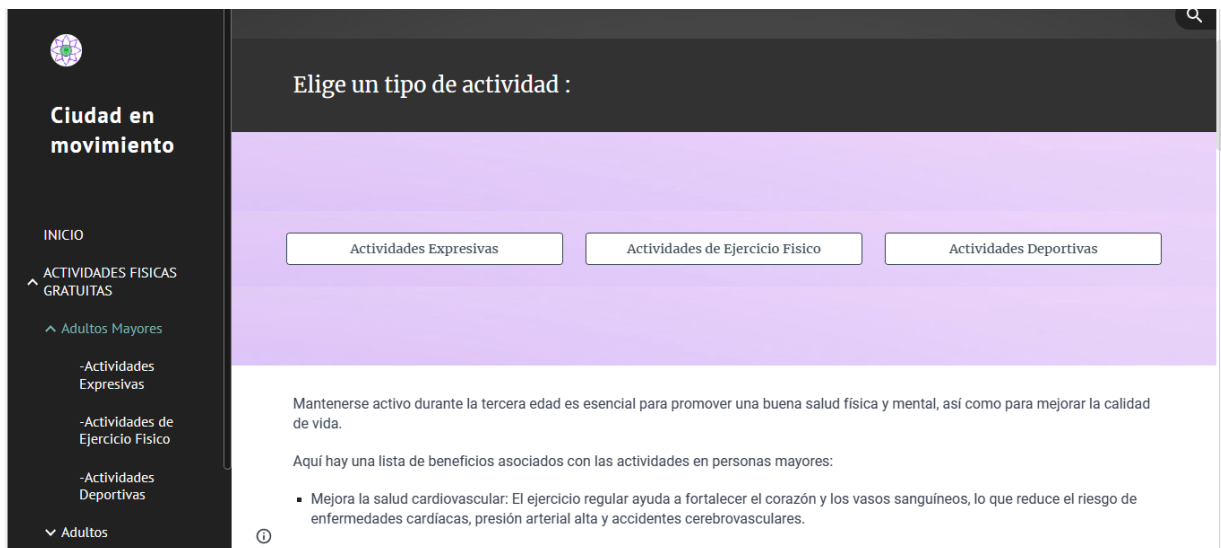 Ciudad en
movimiento
INICIO
ACTIVIDADES FISICAS
GRATUITAS
Adultos Mayores
-Actividades
Expresivas
-Actividades de
Ejercicio Fisico
-Actividades
Deportivas
Adultos
Elige un tipo de actividad :
Actividades Expresivas
Actividades de Ejercicio Fisico
Actividades Deportivas
Mantenerse activo durante la tercera edad es esencial para promover una buena salud física y mental, así como para mejorar la calidad
de vida.
Aquí hay una lista de beneficios asociados con las actividades en personas mayores:
Mejora la salud cardiovascular: El ejercicio regular ayuda a fortalecer el corazón y los vasos sanguíneos, lo que reduce el riesgo de
enfermedades cardíacas, presión arterial alta y accidentes cerebrovasculares.